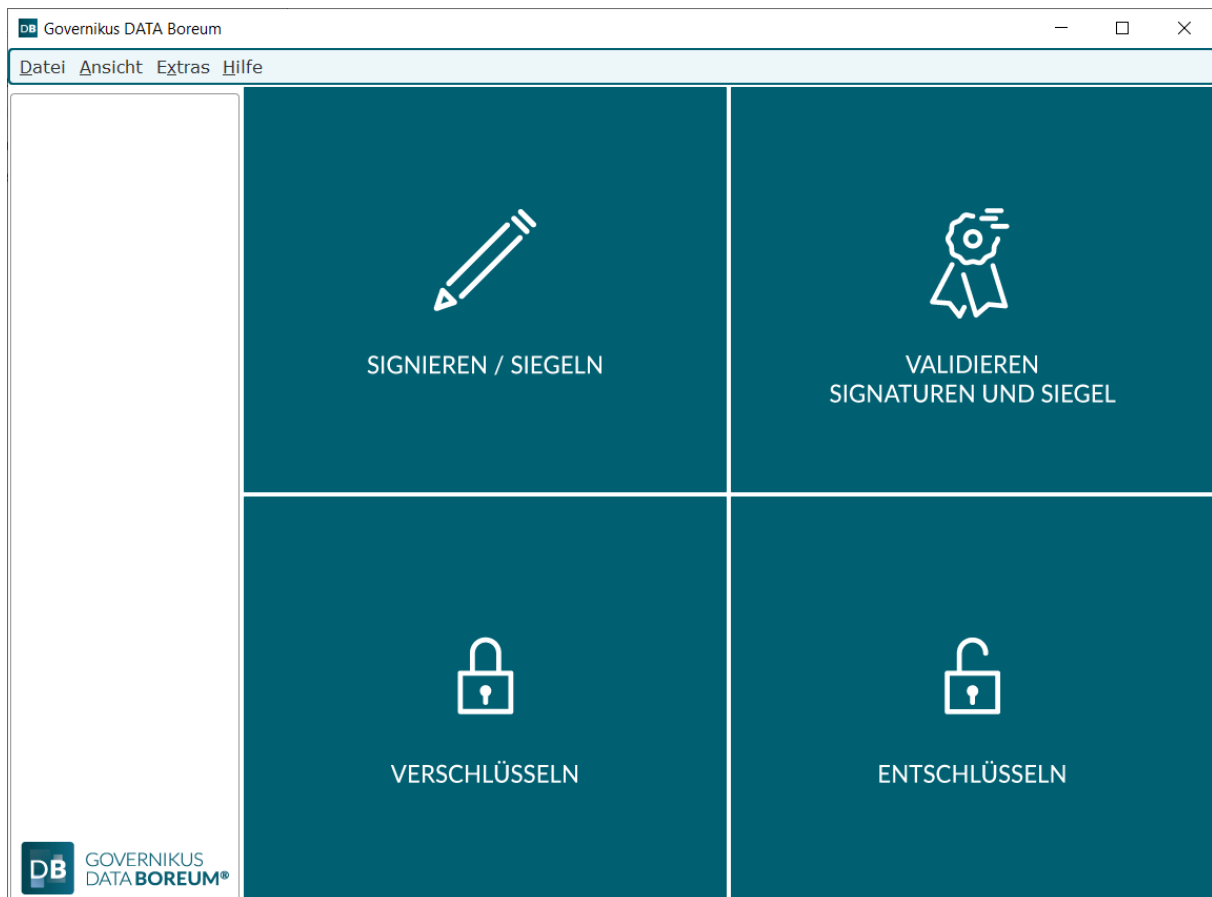 DB Governikus DATA Boreum
Datei Ansicht Extras Hilfe
SIGNIEREN / SIEGELN
VALIDIEREN
SIGNATUREN UND SIEGEL
VERSCHLÜSSELN
ENTSCHLÜSSELN
DB
GOVERNIKUS
DATA BOREUM®